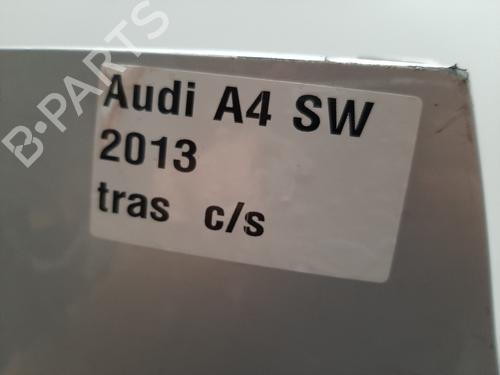 B-PARTS
Audi A4 SW
2013
tras c/s